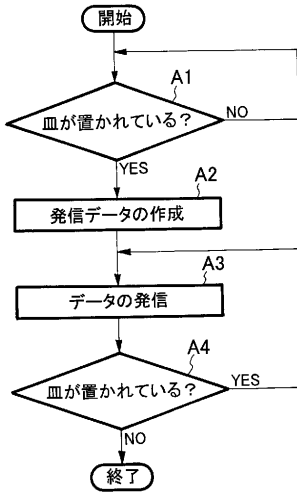 開始
A1
皿が置かれている？
NO
YES
A2
発信データの作成
A3
データの発信
A4
皿が置かれている？
YES
NO
終了